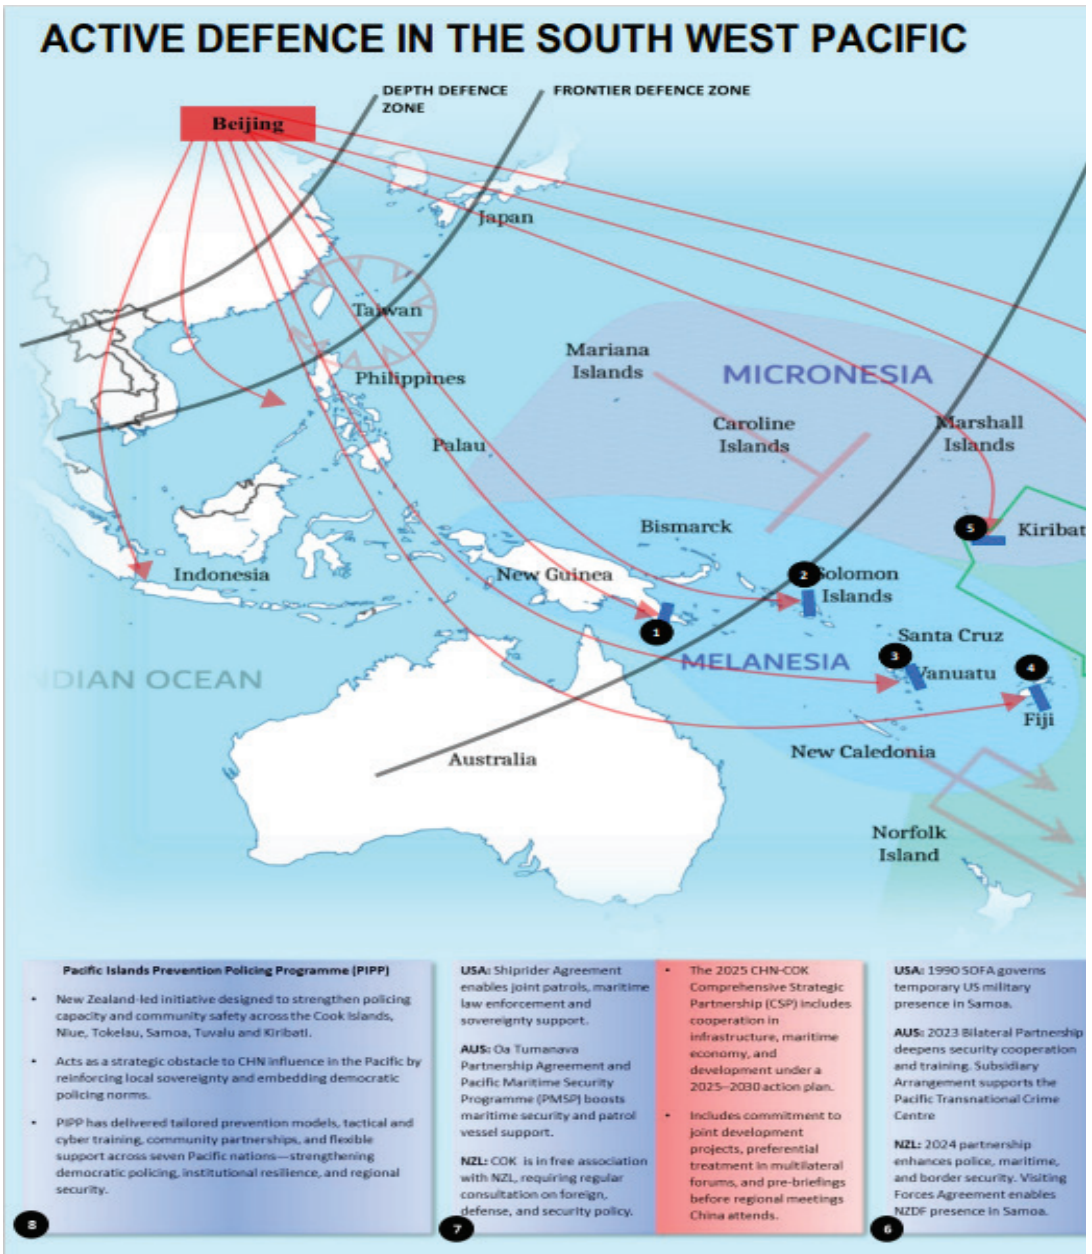 ACTIVE DEFENCE IN THE SOUTH WEST PACIFIC
DEPTH DEFENCE
ZONE
FRONTIER DEFENCE ZONE
Beijing
Japan
Taiwan
Philippines
Mariana
Islands
MICRONESIA
Caroline
Islands
Marshall
Islands
Palau
Bismarck
5
Kiribat
Indonesia
New Guinea
2
Solomon
Islands
1
MELANESIA
Santa Cruz
3
Vanuatu
4
Fiji
NDIAN OCEAN
Australia
New Caledonia
Norfolk
Island
Pacific Islands Prevention Policing Programme (PIPP)
• New Zealand-led initiative designed to strengthen policing
capacity and community safety across the Cook Islands,
Niue, Tokelau, Samoa, Tuvalu and Kiribati.
• Acts as a strategic obstacle to CHN influence in the Pacific by
reinforcing local sovereignty and embedding democratic
policing norms.
• PIPP has delivered tailored prevention models, tactical and
cyber training, community partnerships, and flexible
support across seven Pacific nations—strengthening
democratic policing, institutional resilience, and regional
security.
8
USA: Shiprider Agreement
enables joint patrols, maritime
law enforcement and
sovereignty support.
AUS: Oa Tumanava
Partnership Agreement and
Pacific Maritime Security
Programme (PMSP) boosts
maritime security and patrol
vessel support.
NZL: COK is in free association
with NZL, requiring regular
consultation on foreign,
defense, and security policy.
7
• The 2025 CHN-COK
Comprehensive Strategic
Partnership (CSP) includes
cooperation in
infrastructure, maritime
economy, and
development under a
2025–2030 action plan.
• Includes commitment to
joint development
projects, preferential
treatment in multilateral
forums, and pre-briefings
before regional meetings
China attends.
USA: 1990 SOFA governs
temporary US military
presence in Samoa.
AUS: 2023 Bilateral Partnership
deepens security cooperation
and training. Subsidiary
Arrangement supports the
Pacific Transnational Crime
Centre
NZL: 2024 partnership
enhances police, maritime,
and border security. Visiting
Forces Agreement enables
NZDF presence in Samoa.
6